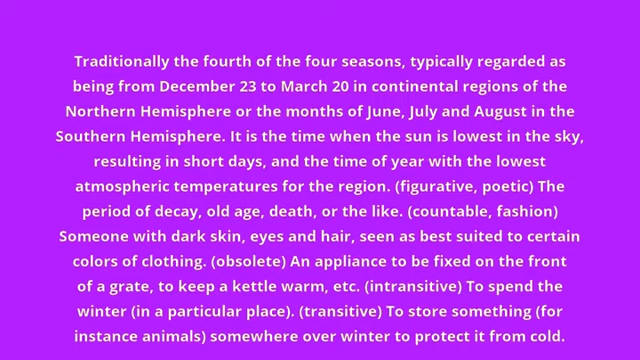 Traditionally the fourth of the four seasons, typically regarded as
being from December 23 to March 20 in continental regions of the
Northern Hemisphere or the months of June, July and August in the
Southern Hemisphere. It is the time when the sun is lowest in the sky,
resulting in short days, and the time of year with the lowest
atmospheric temperatures for the region. (figurative, poetic) The
period of decay, old age, death, or the like. (countable, fashion)
Someone with dark skin, eyes and hair, seen as best suited to certain
colors of clothing. (obsolete) An appliance to be fixed on the front
of a grate, to keep a kettle warm, etc. (intransitive) To spend the
winter (in a particular place). (transitive) To store something (for
instance animals) somewhere over winter to protect it from cold.